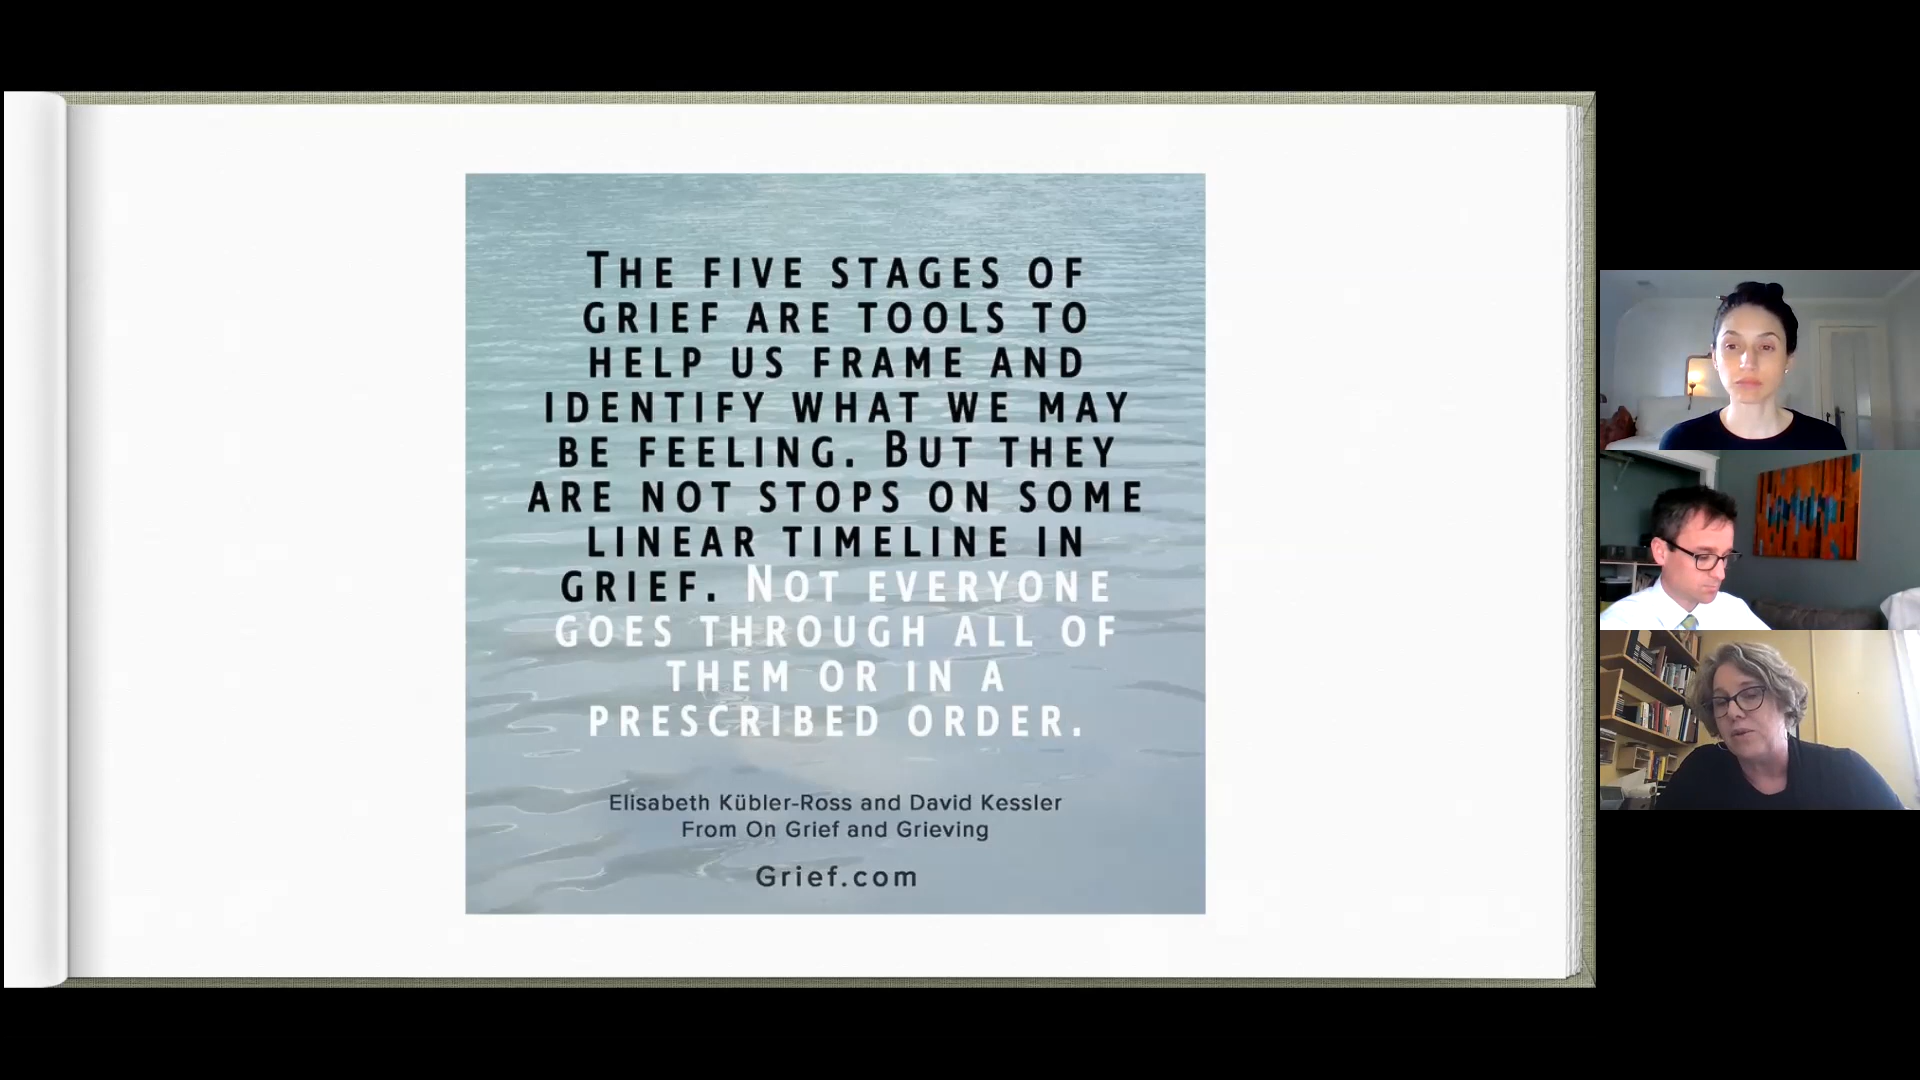 THE FIVE STAGES OF
GRIEF ARE TOOLS TO
HELP US FRAME AND
IDENTIFY WHAT WE MAY
BE FEELING. BUT THEY
ARE NOT STOPS ON SOME
LINEAR TIMELINE IN
GRIEF. NOT EVERYONE
GOES THROUGH ALL OF
THEM OR IN A
PRESCRIBED ORDER.
Elisabeth Kübler-Ross and David Kessler
From On Grief and Grieving
Grief.com